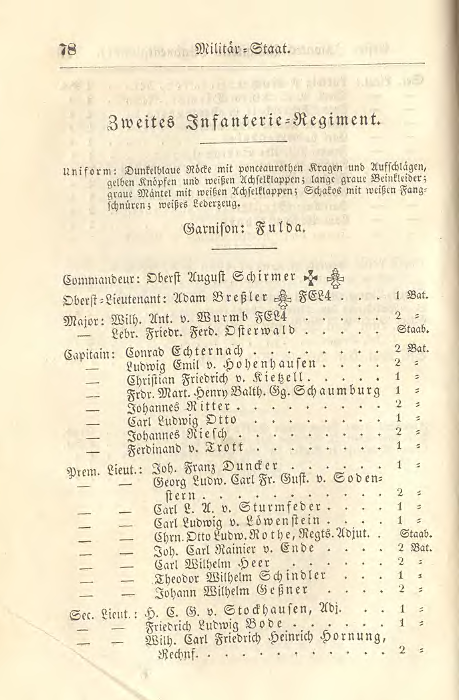 78 Militär=Staat.
Zweites Infanterie=Regiment.
Uniform: Dunkelblaue Röcke mit ponceaurothen Kragen und Aufschlägen,
gelben Knöpfen und weißen Achselklappen; lange graue Beinkleider;
graue Mäntel mit weißen Achselklappen; Schakos mit weißen Fang=
schnüren; weißes Lederzeug.
Garnison: Fulda.
Commandeur: Oberst August Schirmer
Oberst=Lieutenant: Adam Breßler FEL4 . . . 1 Bat.
Major: Wilh. Ant. v. Wurmb FEL4 . . . . . 2 =
— Lebr. Friedr. Ferd. Osterwald . . . . . Staab.
Capitain: Conrad Echternach . . . . . . . . 2 Bat.
— Ludwig Emil v. Hohenhausen . . . . 2 =
— Christian Friedrich v. Kietzell . . . . . 1 =
— Frdr. Mart. Henry Balth. Gg. Schaumburg 1 =
— Johannes Ritter . . . . . . . . . 2 =
— Carl Ludwig Otto . . . . . . . . 1 =
— Johannes Riesch . . . . . . . . . 2 =
— Ferdinand v. Trott . . . . . . . . 1 =
Prem. Lieut.: Joh. Franz Duncker . . . . . . 1 =
— — Georg Ludw. Carl Fr. Gust. v. Soden=
stern . . . . . . . . . . . 2 =
— — Carl L. A. v. Sturmfeder . . . . 1 =
— — Carl Ludwig v. Löwenstein . . . . 1 =
— — Chrn. Otto Ludw. Rothe, Regts. Adjut. . Staab.
— — Joh. Carl Rainier v. Ende . . . . 2 Bat.
— — Carl Wilhelm Heer . . . . . . 2 =
— — Theodor Wilhelm Schindler . . . . 1 =
— — Johann Wilhelm Geßner . . . . . 2 =
Sec. Lieut.: H. C. G. v. Stockhausen, Adj. . . . 1 =
— — Friedrich Ludwig Bode . . . . . . 1 =
— — Wilh. Carl Friedrich Heinrich Hornung,
Rechnf. . . . . . . . . . . . 2 =